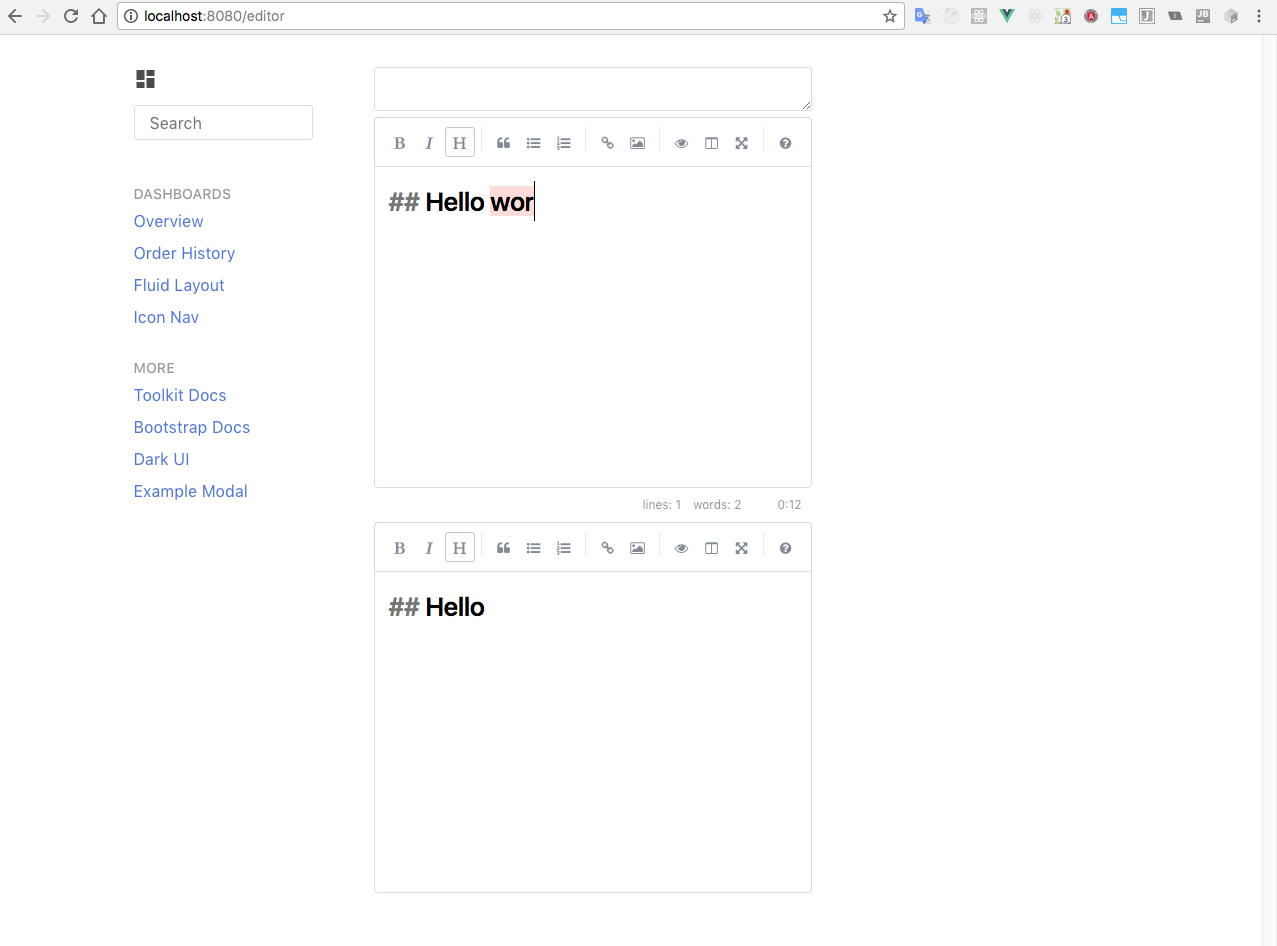 localhost:8080/editor
Search
DASHBOARDS
Overview
Order History
Fluid Layout
Icon Nav
MORE
Toolkit Docs
Bootstrap Docs
Dark UI
Example Modal
B I H
## Hello wor
lines: 1 words: 2 0:12
B I H
## Hello